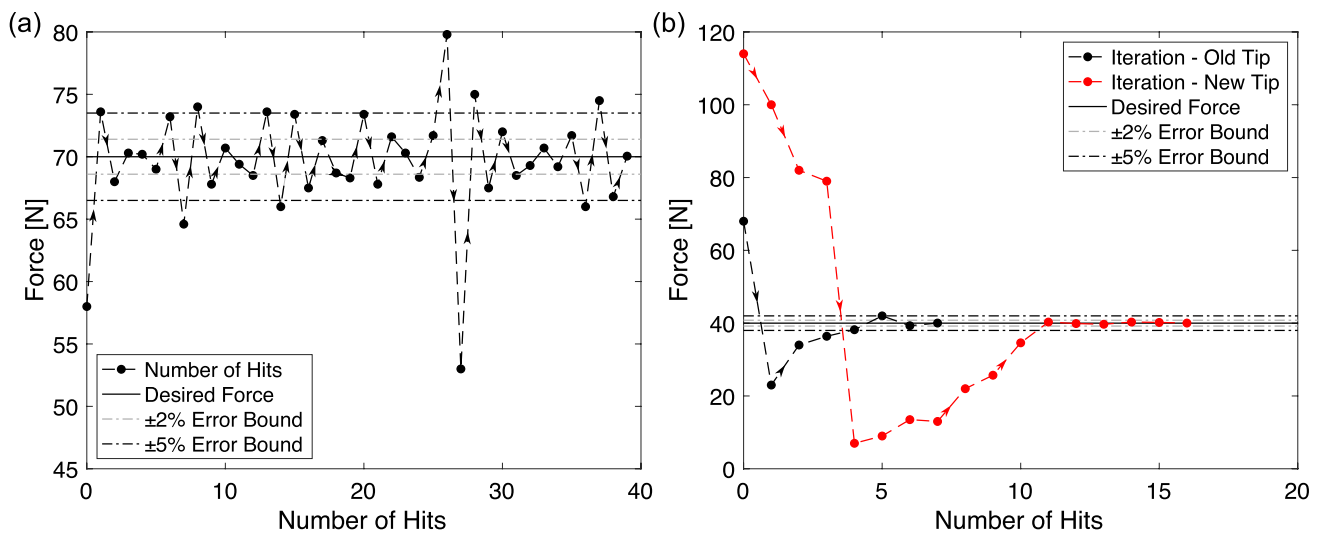 (a)
80
75
70
65
60
55
50
45
Force [N]
Number of Hits
Desired Force
±2% Error Bound
±5% Error Bound
0
10
20
30
40
Number of Hits
(b)
120
100
80
60
40
20
0
Force [N]
Iteration - Old Tip
Iteration - New Tip
Desired Force
±2% Error Bound
±5% Error Bound
0
5
10
15
20
Number of Hits